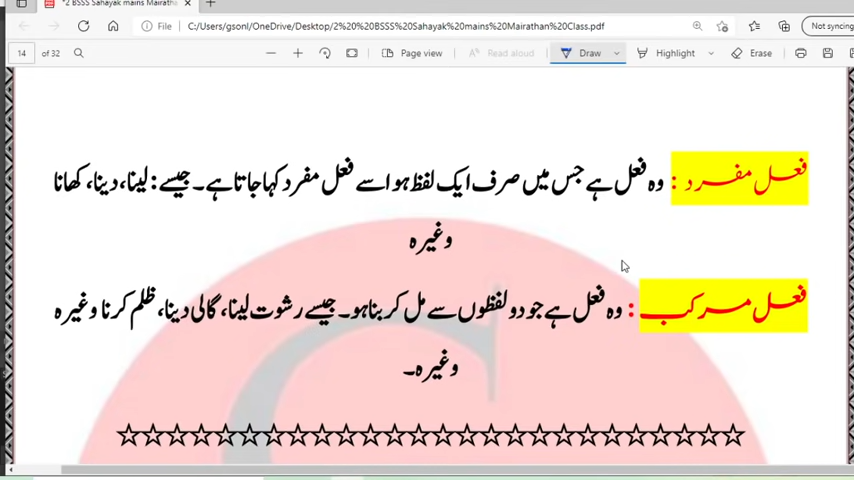 *2 BSSS Sahayak mains Mairatha
C:/Users/gsonl/OneDrive/Desktop/2%20%20BSSS%20Sahayak%20mains%20Mairathan%20Class.pdf
Not syncing
14 of 32
Page view
Read aloud
Draw
Highlight
Erase
فعل مفرد : وہ فعل ہے جس میں صرف ایک لفظ ہو اسے فعل مفرد کہا جاتا ہے۔ جیسے : لینا، دینا، کھانا
وغیرہ
فعل مرکب : وہ فعل ہے جو دو لفظوں سے مل کر بنا ہو۔ جیسے رشوت لینا، گالی دینا، ظلم کرنا وغیرہ
وغیرہ۔